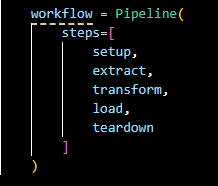 workflow = Pipeline(
    steps=[
        setup,
        extract,
        transform,
        load,
        teardown
    ]
)